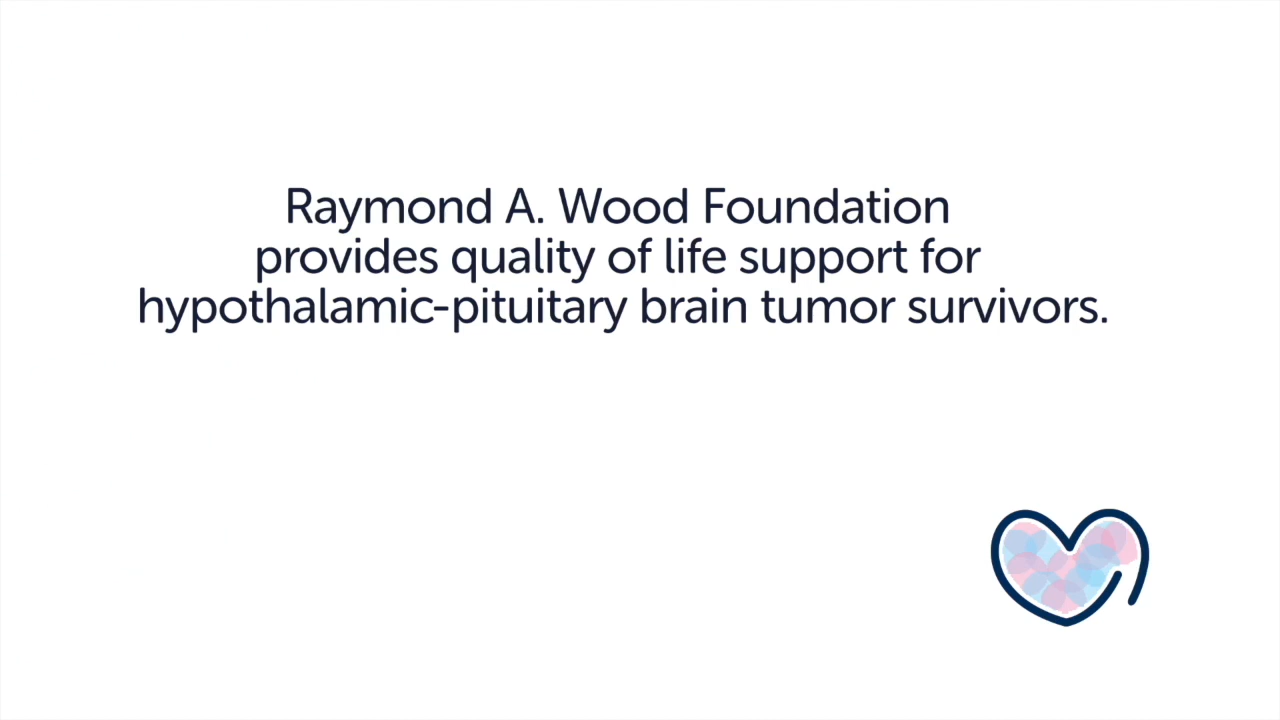 Raymond A. Wood Foundation
provides quality of life support for
hypothalamic-pituitary brain tumor survivors.